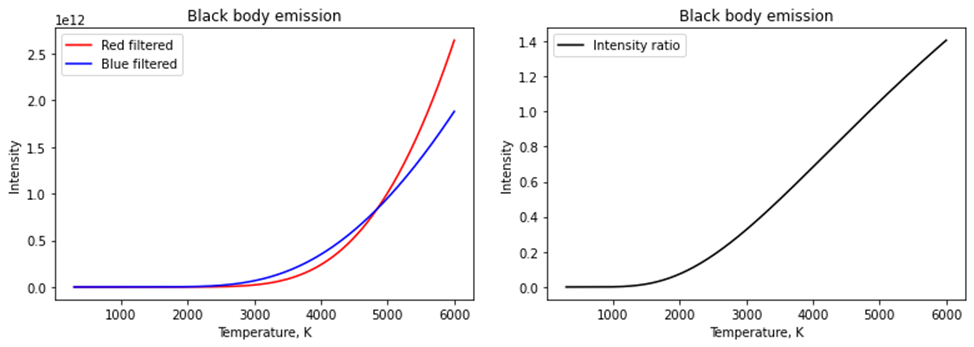 Black body emission
1e12
Red filtered
Blue filtered
Intensity
2.5
2.0
1.5
1.0
0.5
0.0
1000 2000 3000 4000 5000 6000
Temperature, K
Black body emission
Intensity ratio
Intensity
1.4
1.2
1.0
0.8
0.6
0.4
0.2
0.0
1000 2000 3000 4000 5000 6000
Temperature, K